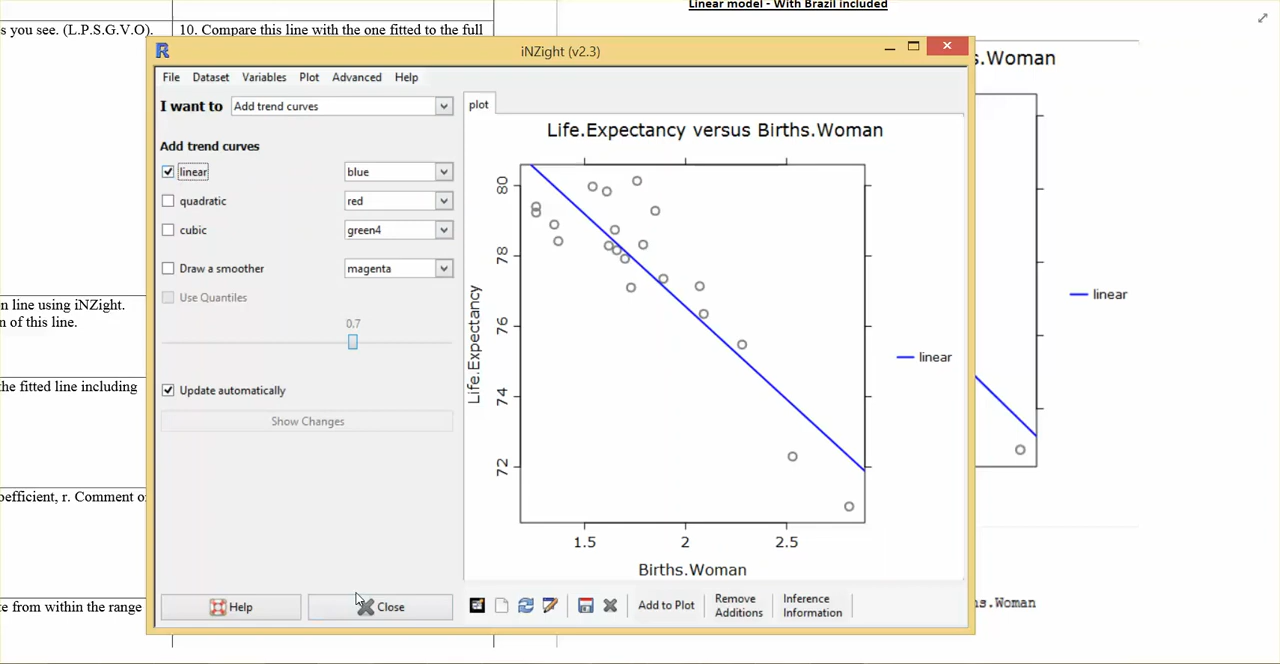 Linear model - With Brazil included
s you see. (L.P.S.G.V.O).
10. Compare this line with the one fitted to the full
iNZight (v2.3)
s.Woman
File Dataset Variables Plot Advanced Help
I want to Add trend curves
plot
Add trend curves
linear blue
quadratic red
cubic green4
Draw a smoother magenta
Use Quantiles
0.7
Update automatically
Show Changes
Help Close
Life.Expectancy versus Births.Woman
80
78
76
74
72
Life.Expectancy
1.5 2 2.5
Births.Woman
linear
Add to Plot
Remove
Additions
Inference
Information
linear
n line using iNZight.
n of this line.
he fitted line including
oefficient, r. Comment o
e from within the range
ns.Woman